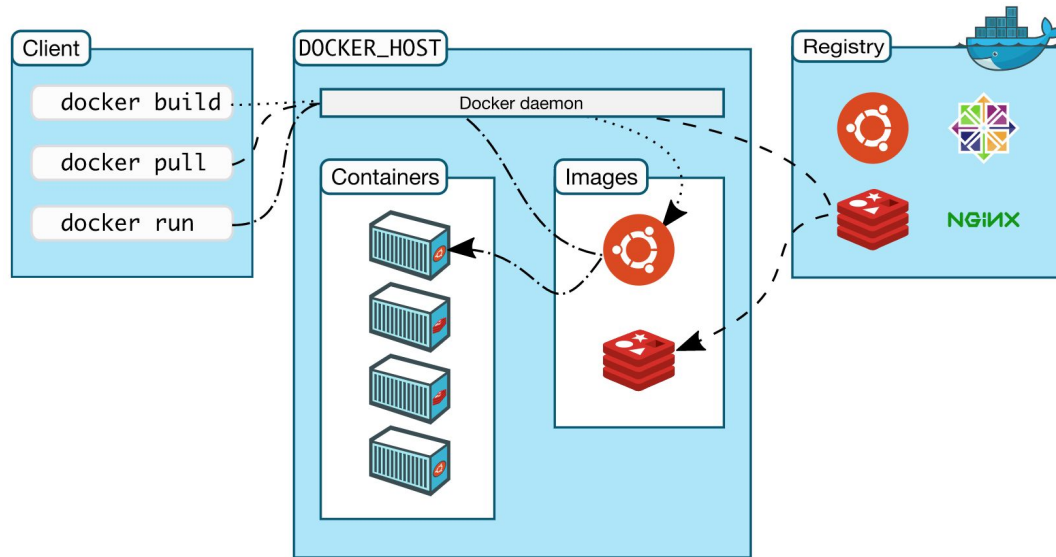 Client
docker build
docker pull
docker run
DOCKER_HOST
Docker daemon
Containers
Images
Registry
NGiNX